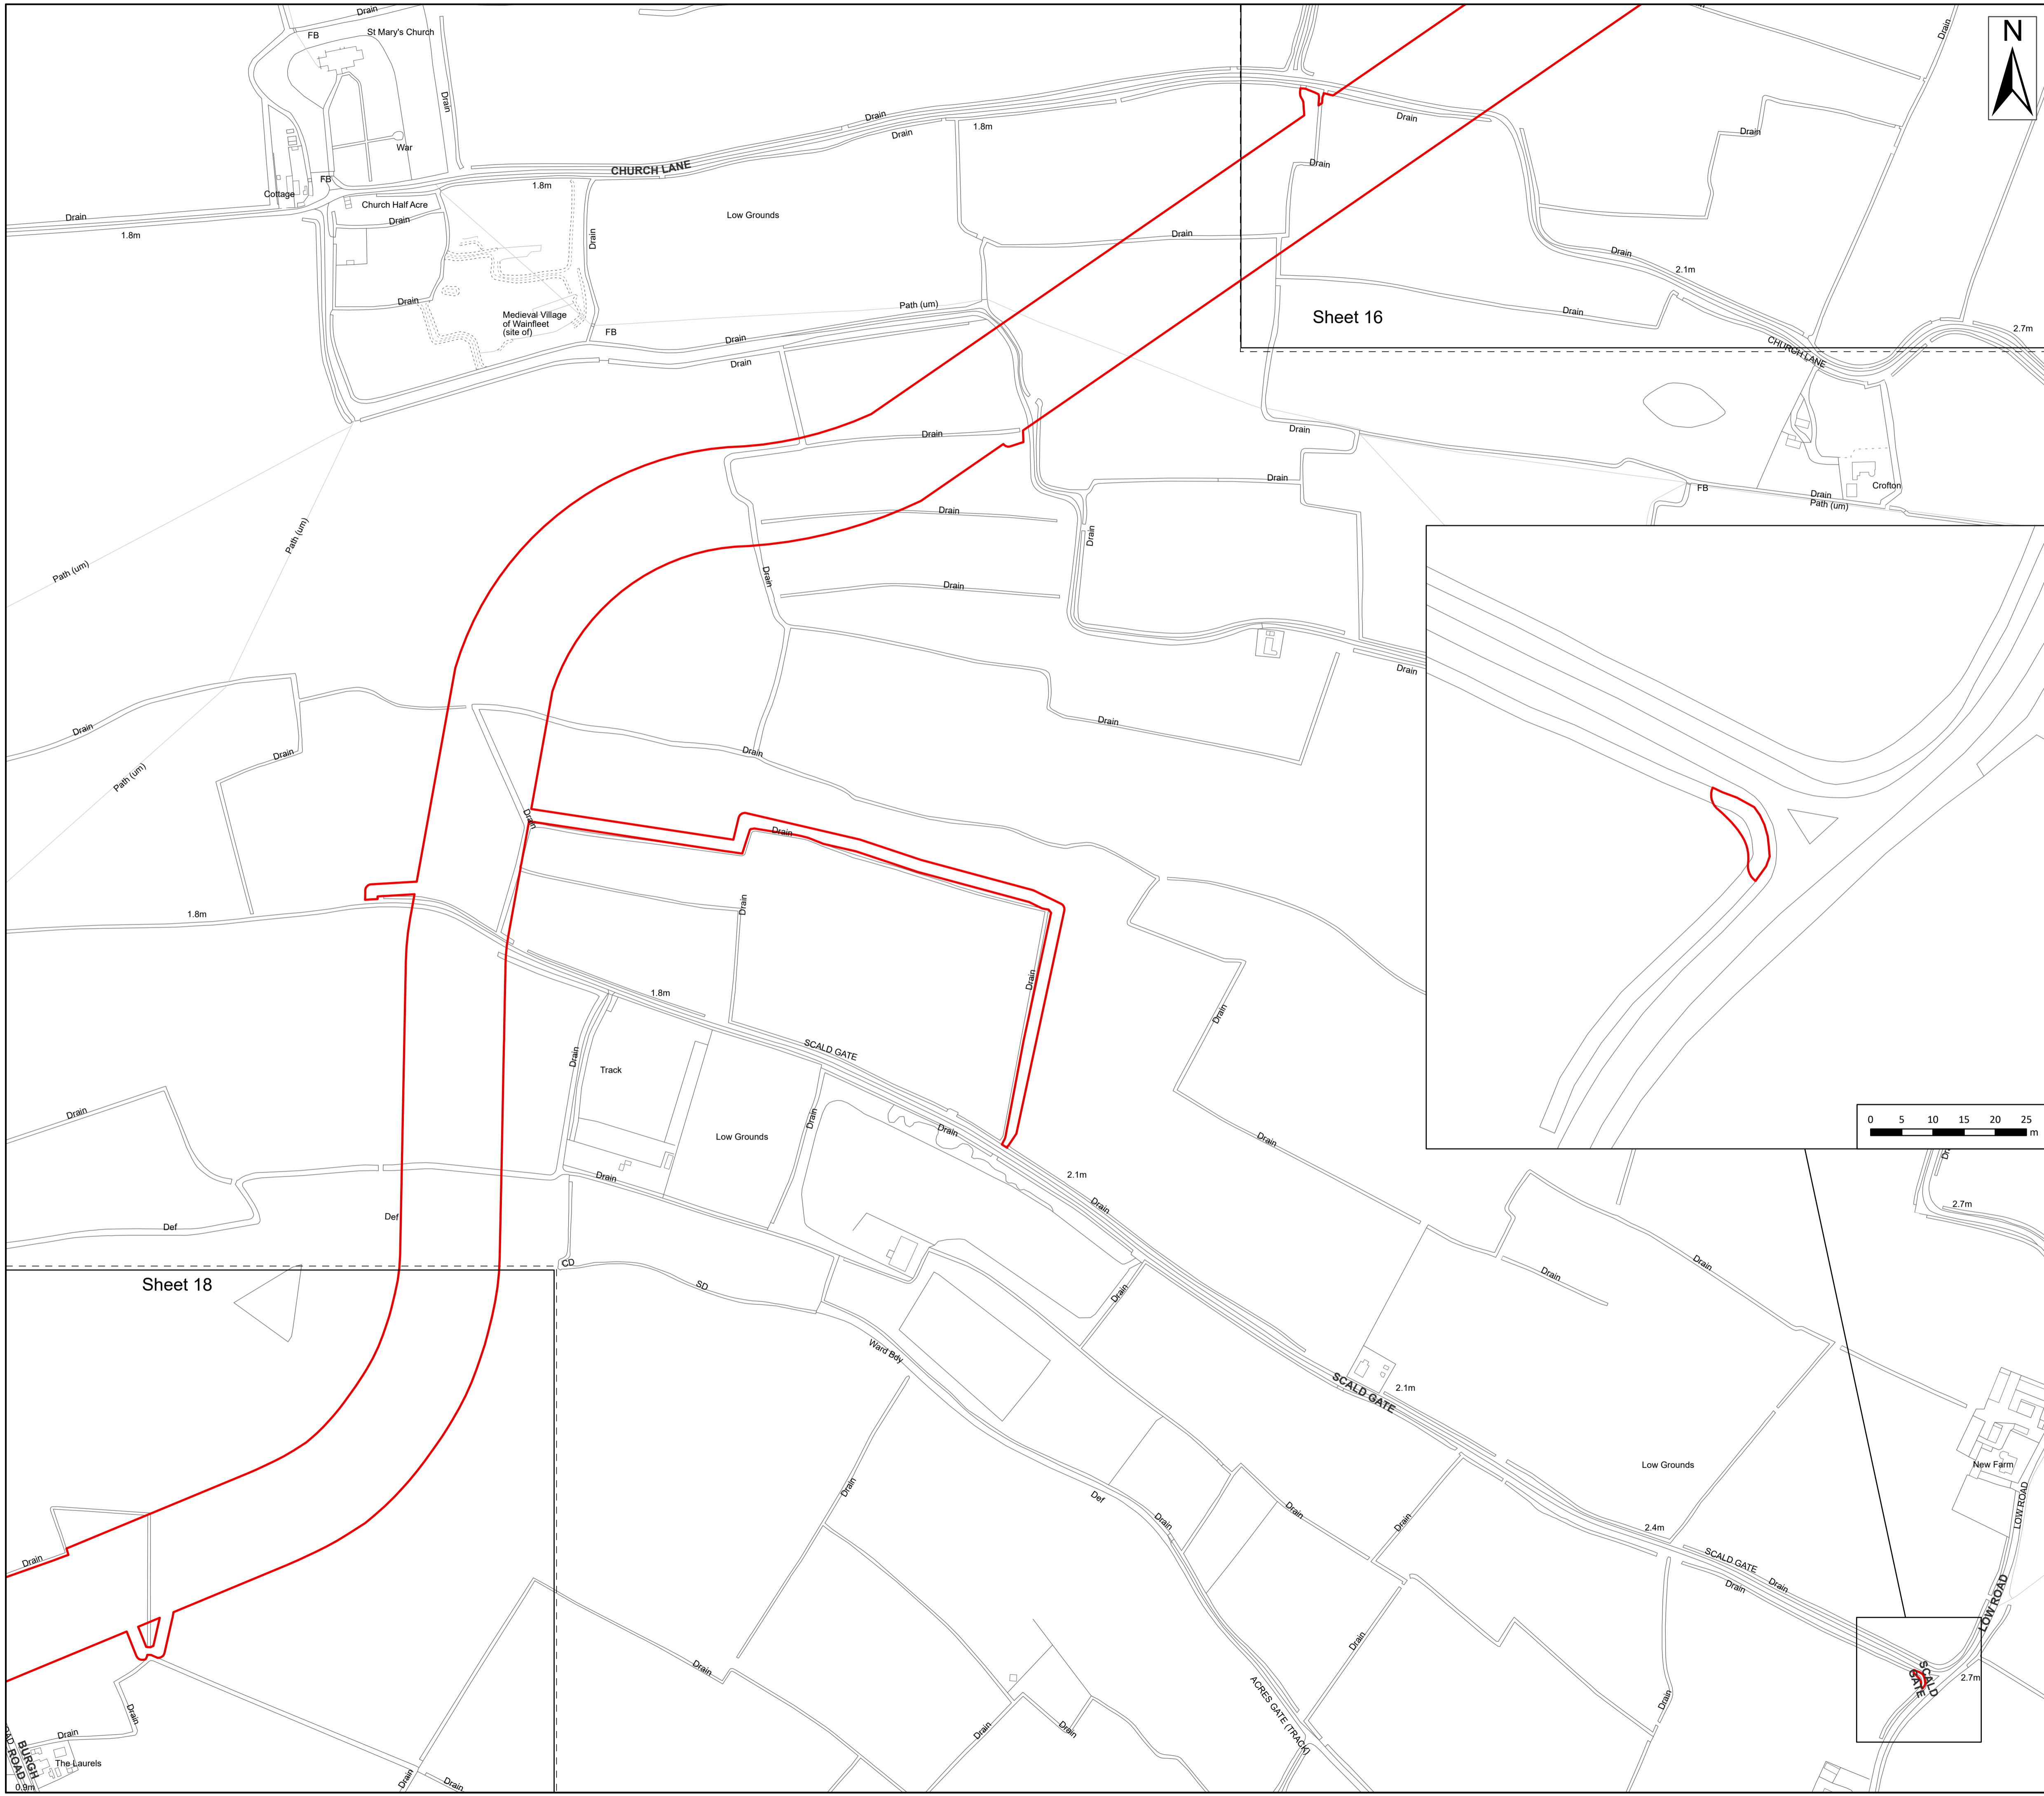 Drain
FB
St Mary's Church
Drain
N
Drain
Drain
Drain
1.8m
Drain
Drain
War
CHURCH LANE
Drain
FB
Cottage
1.8m
Church Half Acre
Drain
Low Grounds
Drain
1.8m
Drain
Drain
Drain
2.1m
Drain
Path (um)
Drain
Medieval Village
of Wainfleet
(site of)
FB
Sheet 16
2.7m
Drain
CHURCH LANE
Drain
Drain
Drain
Drain
Crofton
FB
Drain
Path (um)
Drain
Drain
Path (um)
Path (um)
Drain
Drain
Drain
Drain
Drain
Drain
Drain
Path (um)
Drain
Drain
Drain
1.8m
Drain
Drain
1.8m
Drain
SCALD GATE
Drain
Track
Drain
Drain
Low Grounds
Drain
Drain
0 5 10 15 20 25
m
Drain
2.1m
Drain
2.7m
Def
Def
CD
SD
Drain
Drain
Drain
Sheet 18
Ward Bdy
SCALD GATE
2.1m
Low Grounds
New Farm
LOW ROAD
Drain
Def
Drain
Drain
Drain
2.4m
SCALD GATE
Drain
Drain
Drain
LOW ROAD
Drain
Drain
SCALD
GATE
2.7m
Drain
Drain
ACRES GATE (TRACK)
Drain
Drain
Drain
BURGH
ROAD
The Laurels
0.9m
Drain
Drain